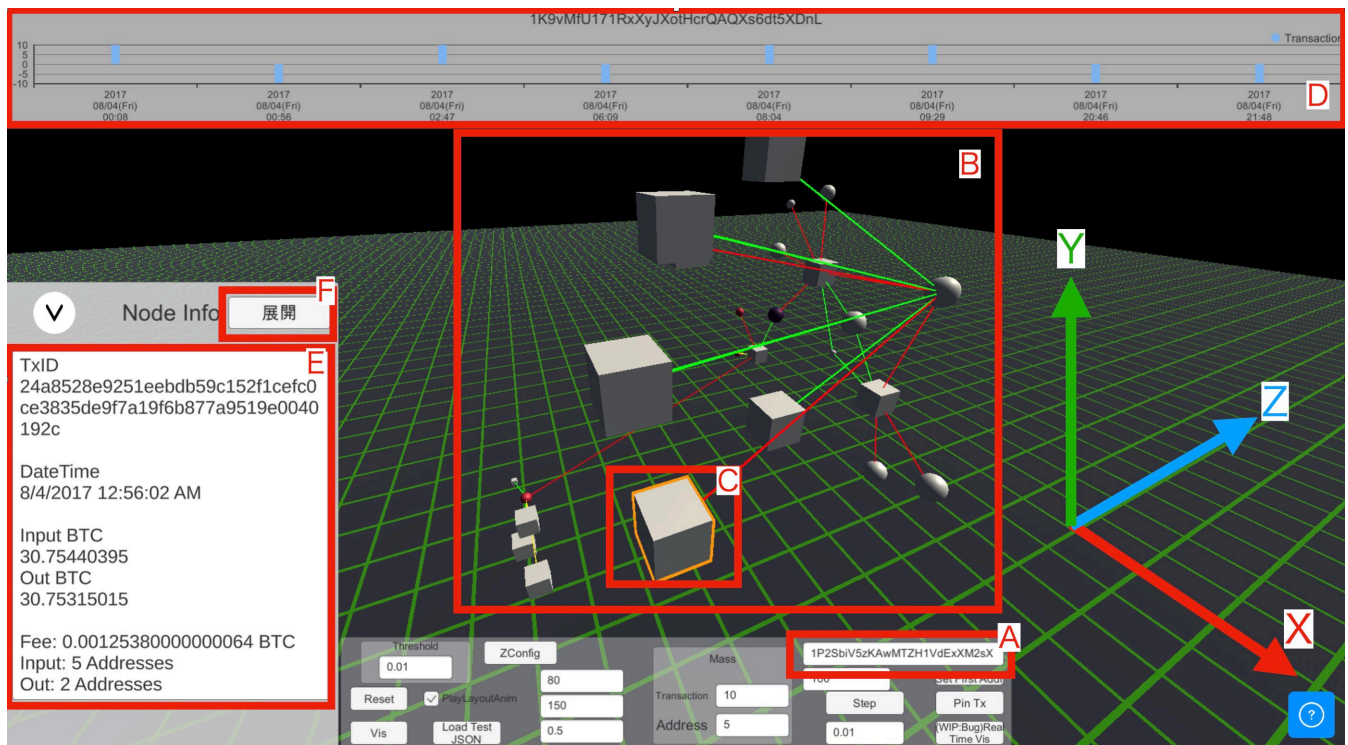 1K9vMfU171RxXyJXotHcrQAQXs6dt5XDnL
Transaction
10
5
0
-5
-10
2017 2017 2017 2017 2017 2017 2017 2017
08/04(Fri) 08/04(Fri) 08/04(Fri) 08/04(Fri) 08/04(Fri) 08/04(Fri) 08/04(Fri) 08/04(Fri)
00:08 00:56 02:47 06:09 08:04 09:29 20:46 21:48
D
B
Y
F
Node Info 展開
E
TxID
24a8528e9251eebdb59c152f1cefc0
ce3835de9f7a19f6b877a9519e0040
192c
DateTime
8/4/2017 12:56:02 AM
Input BTC
30.75440395
Out BTC
30.75315015
Fee: 0.00125380000000064 BTC
Input: 5 Addresses
Out: 2 Addresses
Z
C
X
A
Threshold
0.01
ZConfig
80
Reset
PlayLayoutAnim
150
Vis
Load Test
JSON
0.5
Mass
Transaction 10
Address 5
1P2SbiV5zKAwMTZH1VdExXM2sX
100
Set First Addr
Step
Pin Tx
0.01
(WIP:Bug)Real
Time Vis
?